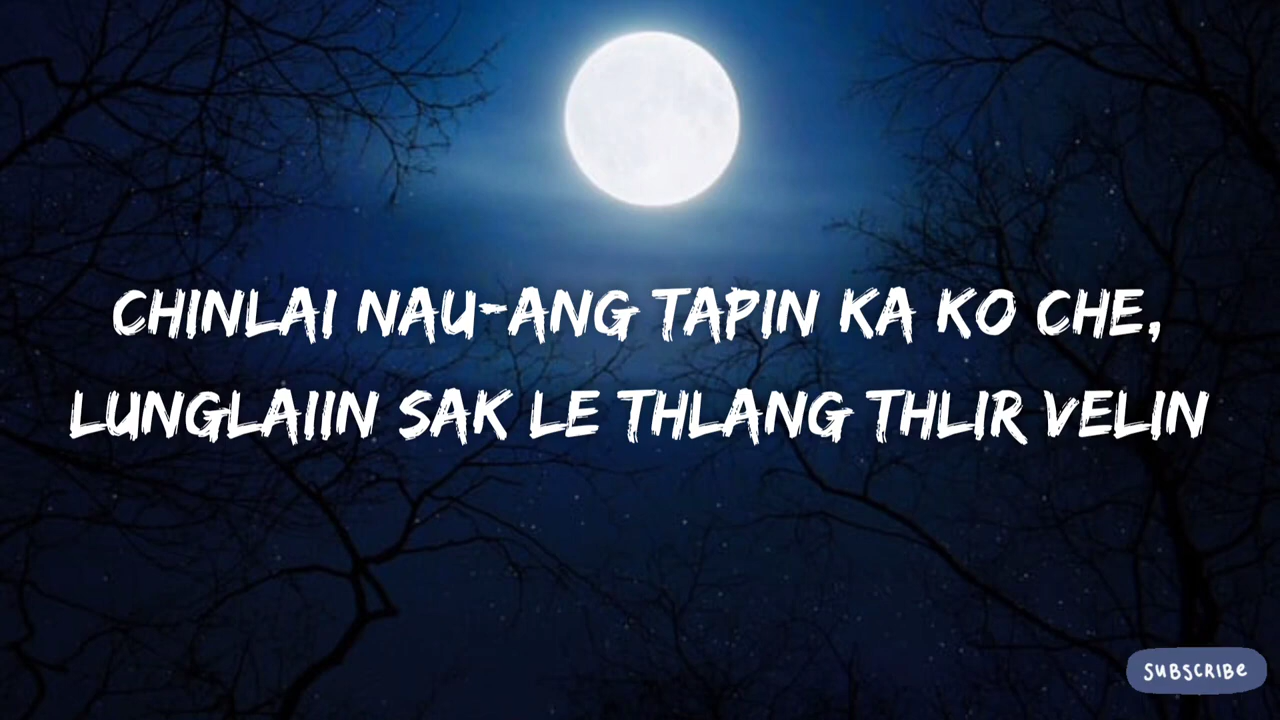 CHINLAI NAU-ANG TAPIN KA KO CHE,
LUNGLAIIN SAK LE THLANG THLIR VELIN
SUBSCRIBE